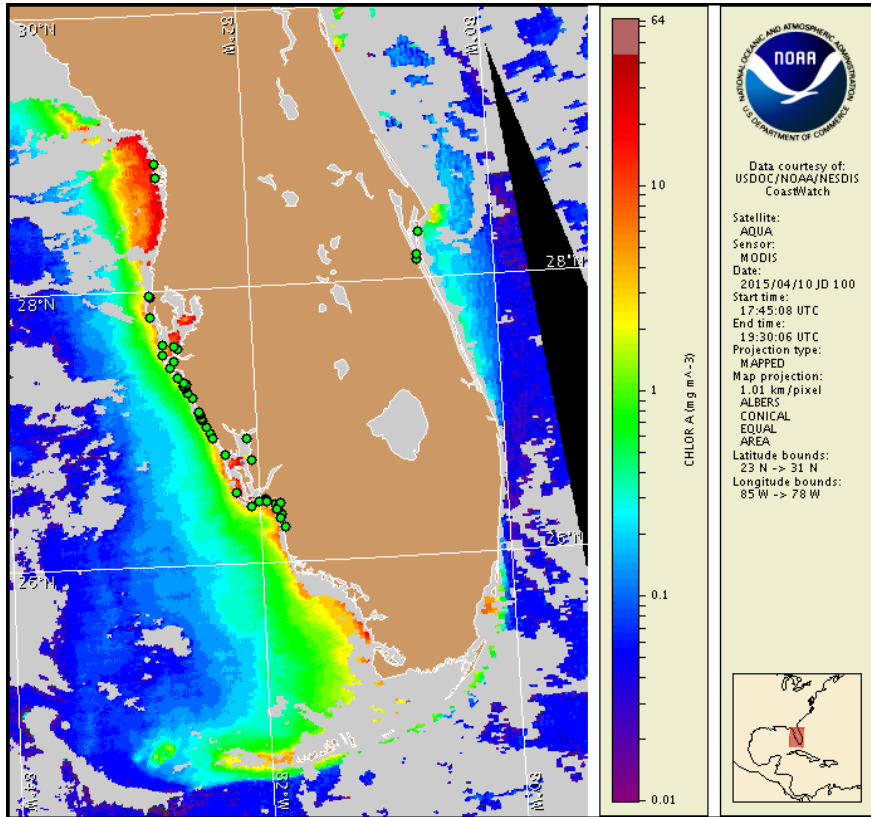 30°N
82°W
80°W
28°N
28°N
26°N
26°N
84°W
82°W
80°W
64
10
1
0.1
0.01
CHLOR A (mg m^-3)
NATIONAL OCEANIC AND ATMOSPHERIC ADMINISTRATION
NOAA
U.S. DEPARTMENT OF COMMERCE
Data courtesy of:
USDOC/NOAA/NESDIS
CoastWatch
Satellite:
AQUA
Sensor:
MODIS
Date:
2015/04/10 JD 100
Start time:
17:45:08 UTC
End time:
19:30:06 UTC
Projection type:
MAPPED
Map projection:
1.01 km/pixel
ALBERS
CONICAL
EQUAL
AREA
Latitude bounds:
23 N -> 31 N
Longitude bounds:
85 W -> 78 W